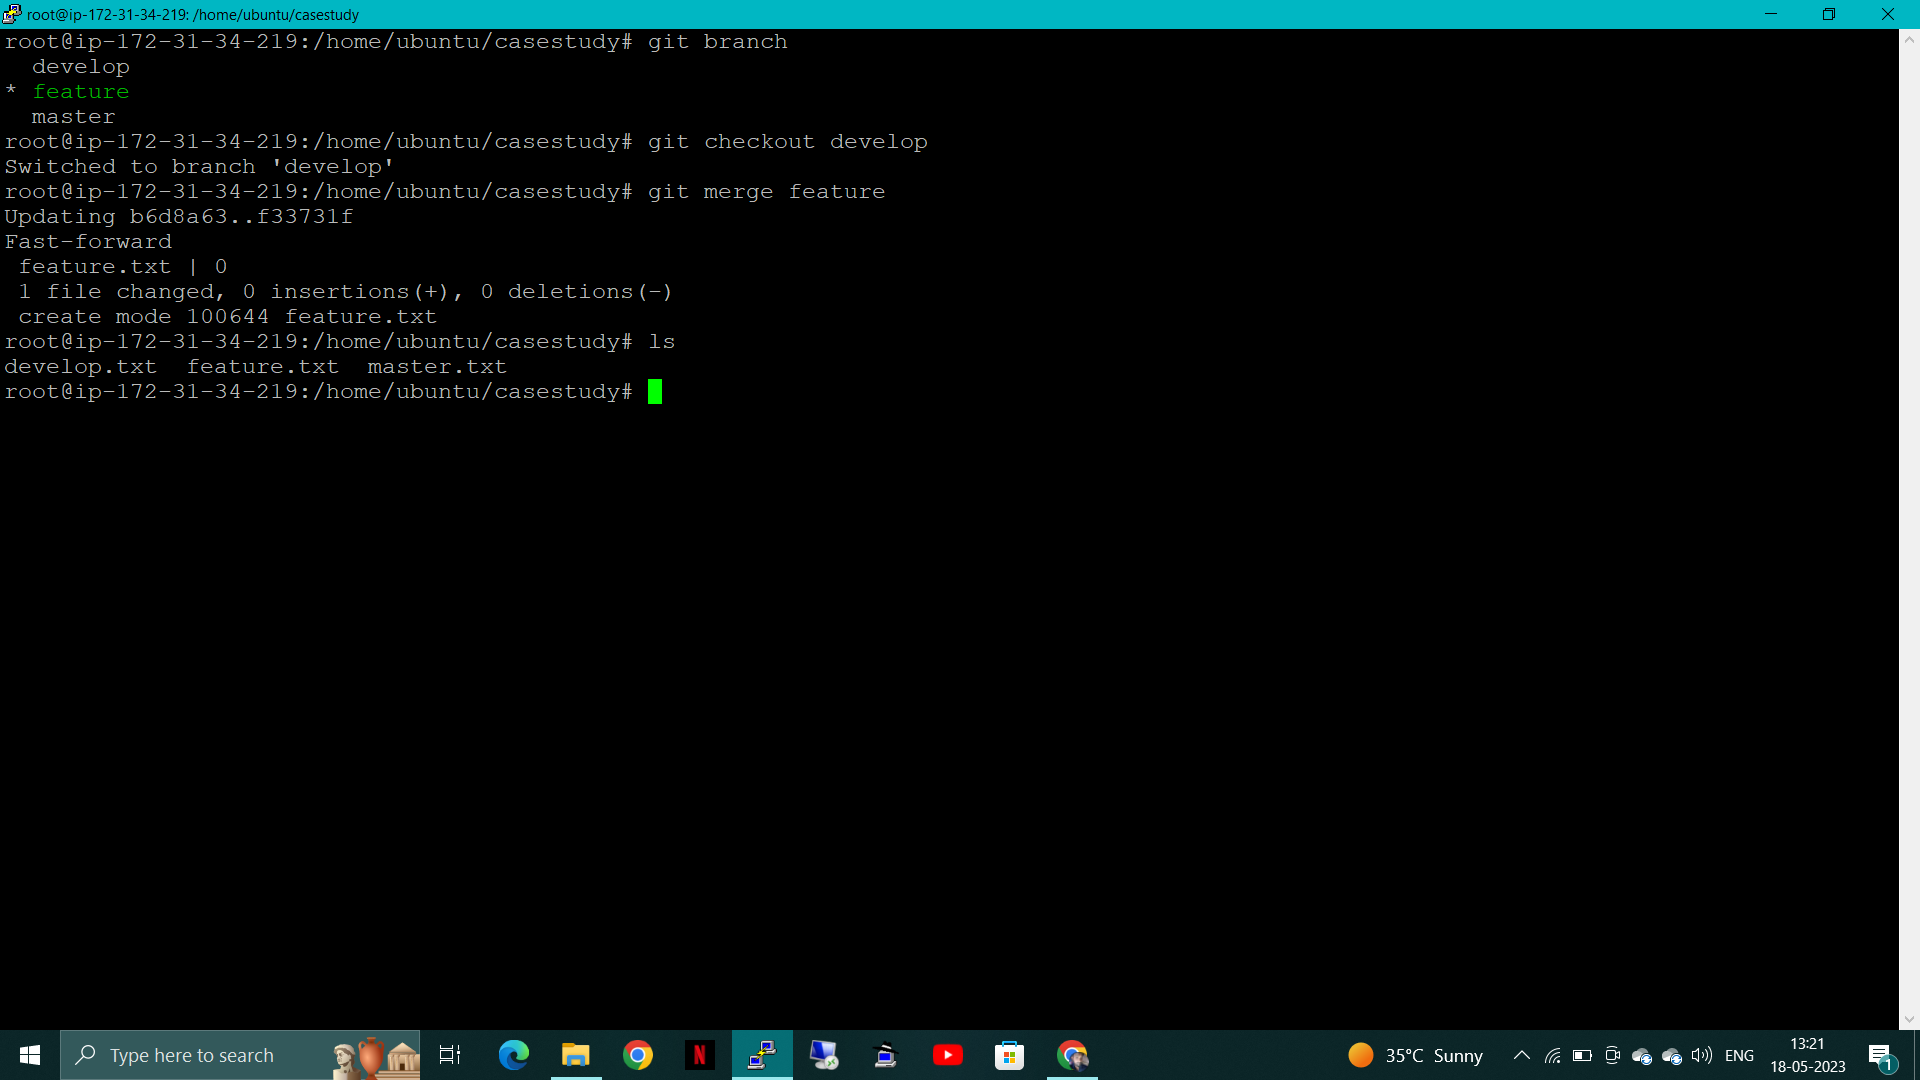 root@ip-172-31-34-219: /home/ubuntu/casestudy
root@ip-172-31-34-219:/home/ubuntu/casestudy# git branch
  develop
* feature
  master
root@ip-172-31-34-219:/home/ubuntu/casestudy# git checkout develop
Switched to branch 'develop'
root@ip-172-31-34-219:/home/ubuntu/casestudy# git merge feature
Updating b6d8a63..f33731f
Fast-forward
 feature.txt | 0
 1 file changed, 0 insertions(+), 0 deletions(-)
 create mode 100644 feature.txt
root@ip-172-31-34-219:/home/ubuntu/casestudy# ls
develop.txt  feature.txt  master.txt
root@ip-172-31-34-219:/home/ubuntu/casestudy#
Type here to search
N
35°C Sunny
ENG
13:21
18-05-2023
1